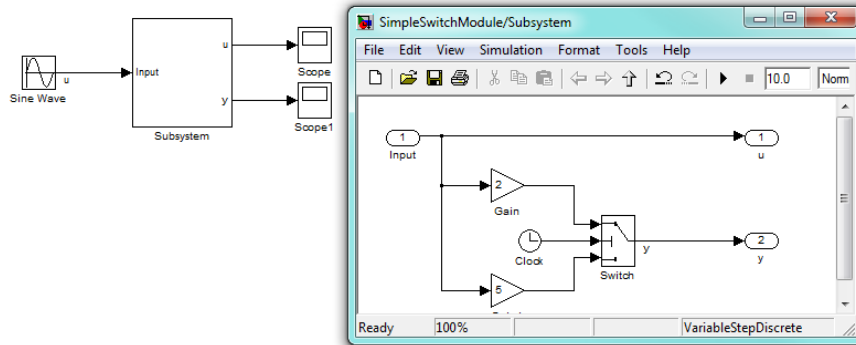 SimpleSwitchModule/Subsystem
File Edit View Simulation Format Tools Help
10.0 Norm
Sine Wave
u
Input
u
y
Subsystem
Scope
Scope1
1
Input
1
u
2
Gain
Clock
Switch
y
2
y
5
Ready 100% VariableStepDiscrete